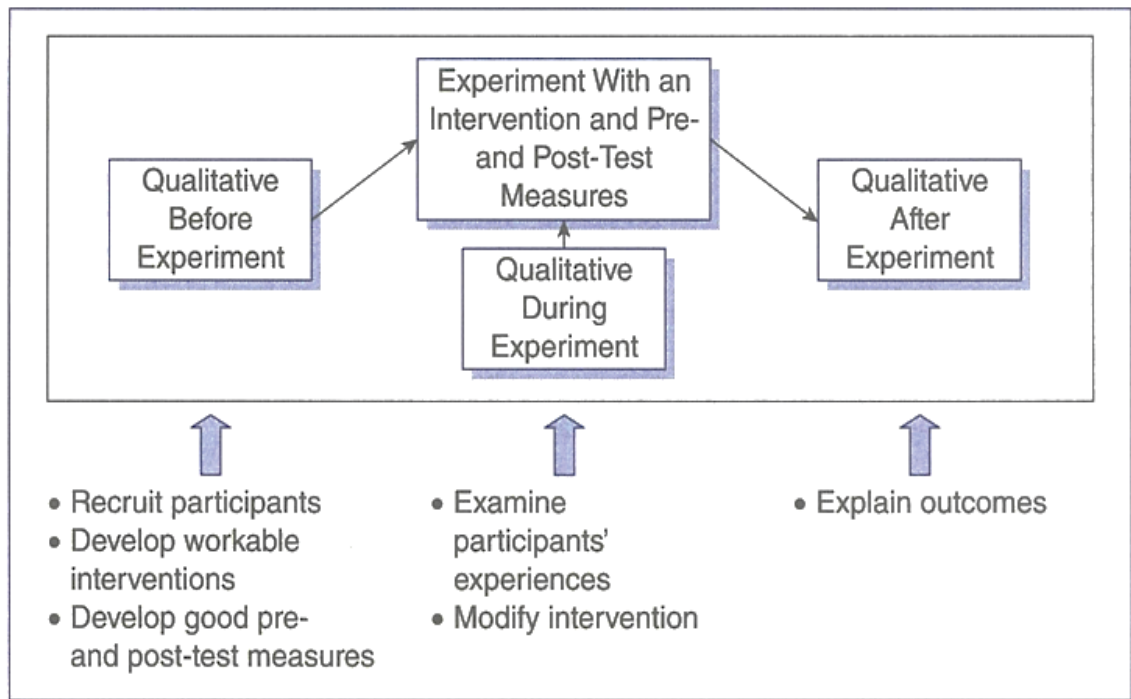 Experiment With an
Intervention and Pre-
and Post-Test
Measures
Qualitative
Before
Experiment
Qualitative
During
Experiment
Qualitative
After
Experiment
• Recruit participants
• Develop workable
interventions
• Develop good pre-
and post-test measures
• Examine
participants’
experiences
• Modify intervention
• Explain outcomes